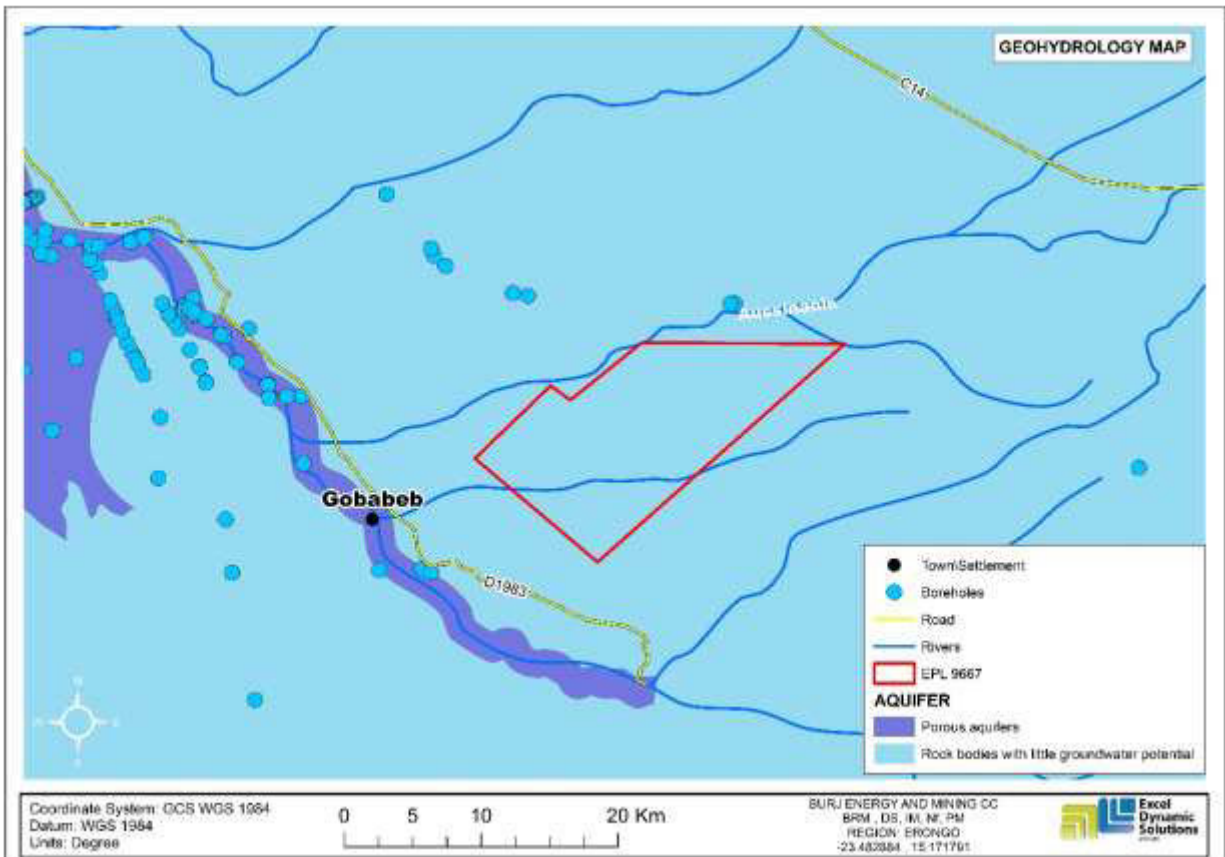 GEOHYDROLOGY MAP
C14
Aussinanis
Gobabeb
D1983
Town\Settlement
Boreholes
Road
Rivers
EPL 9667
AQUIFER
Porous aquifers
Rock bodies with little groundwater potential
Coordinate System: GCS WGS 1984
Datum: WGS 1984
Units: Degree
0 5 10 20 Km
BURJ ENERGY AND MINING CC
BRM , DS, IM, NF, PM
REGION: ERONGO
-23.482884 , 15.171791
Excel
Dynamic
Solutions